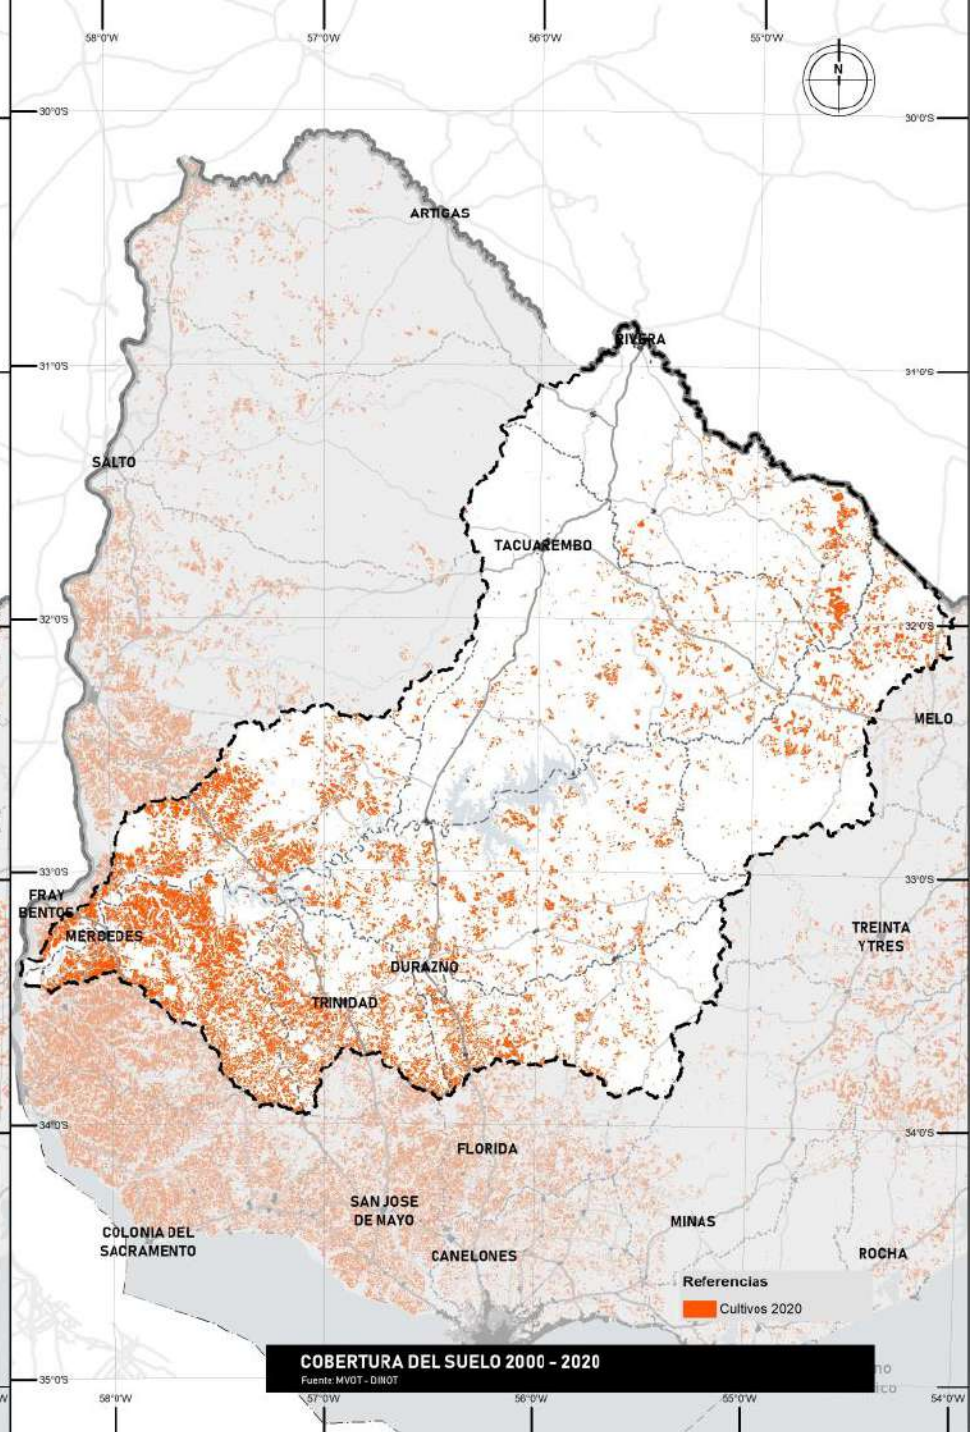 58°0'W 57°0'W 56°0'W 55°0'W
N
30°0'S 30°0'S
ARTIGAS
RIVERA
31°0'S 31°0'S
SALTO
TACUAREMBO
32°0'S 32°0'S
MELO
33°0'S 33°0'S
FRAY
BENTOS
MERCEDES
TREINTA
Y TRES
DURAZNO
TRINIDAD
34°0'S 34°0'S
FLORIDA
SAN JOSE
DE MAYO
MINAS
COLONIA DEL
SACRAMENTO
CANELONES
ROCHA
Referencias
Cultivos 2020
COBERTURA DEL SUELO 2000 - 2020
Fuente: MVOT - DINOT
35°0'S
58°0'W 57°0'W 56°0'W 55°0'W 54°0'W